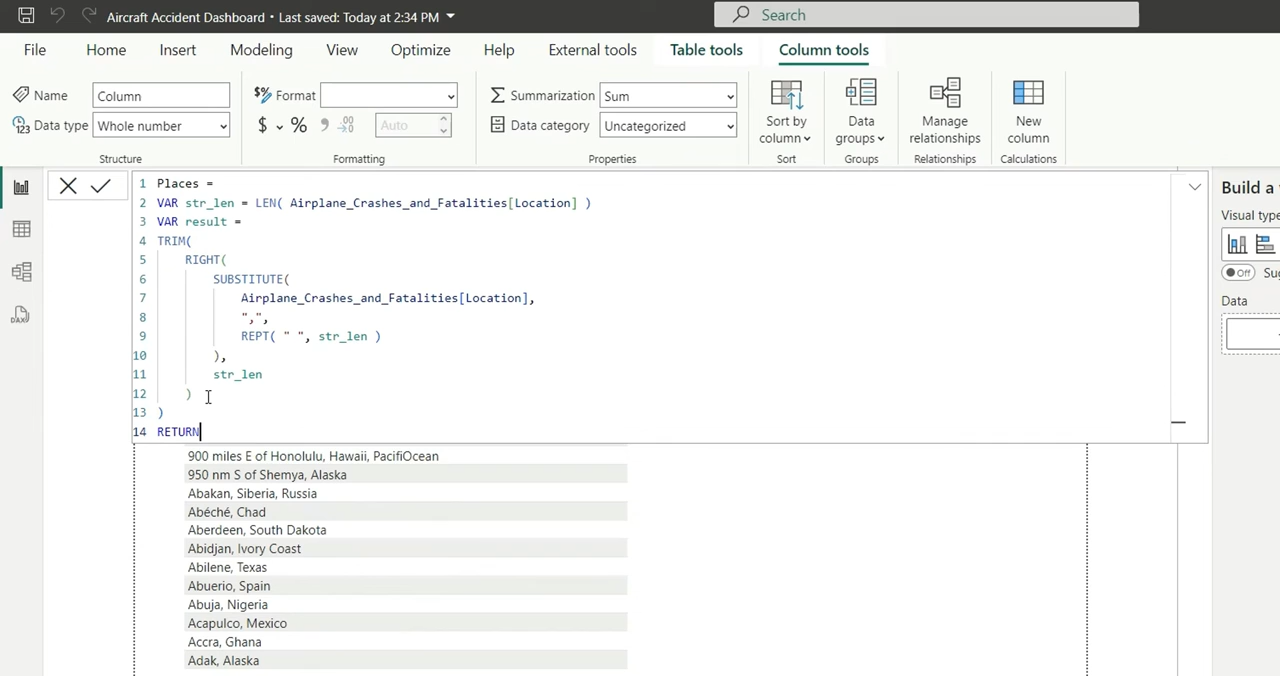 Aircraft Accident Dashboard • Last saved: Today at 2:34 PM
Search
File Home Insert Modeling View Optimize Help External tools Table tools Column tools
Name Column
Data type Whole number
Structure
Format
$ % Auto
Formatting
Summarization Sum
Data category Uncategorized
Properties
Sort by
column
Sort
Data
groups
Groups
Manage
relationships
Relationships
New
column
Calculations
1 Places =
2 VAR str_len = LEN( Airplane_Crashes_and_Fatalities[Location] )
3 VAR result =
4 TRIM(
5 RIGHT(
6 SUBSTITUTE(
7 Airplane_Crashes_and_Fatalities[Location],
8 ",",
9 REPT( " ", str_len )
10 ),
11 str_len
12 )
13 )
14 RETURN
900 miles E of Honolulu, Hawaii, PacifiOcean
950 nm S of Shemya, Alaska
Abakan, Siberia, Russia
Abéché, Chad
Aberdeen, South Dakota
Abidjan, Ivory Coast
Abilene, Texas
Abuerio, Spain
Abuja, Nigeria
Acapulco, Mexico
Accra, Ghana
Adak, Alaska
Build a
Visual type
Off
Data
DAX